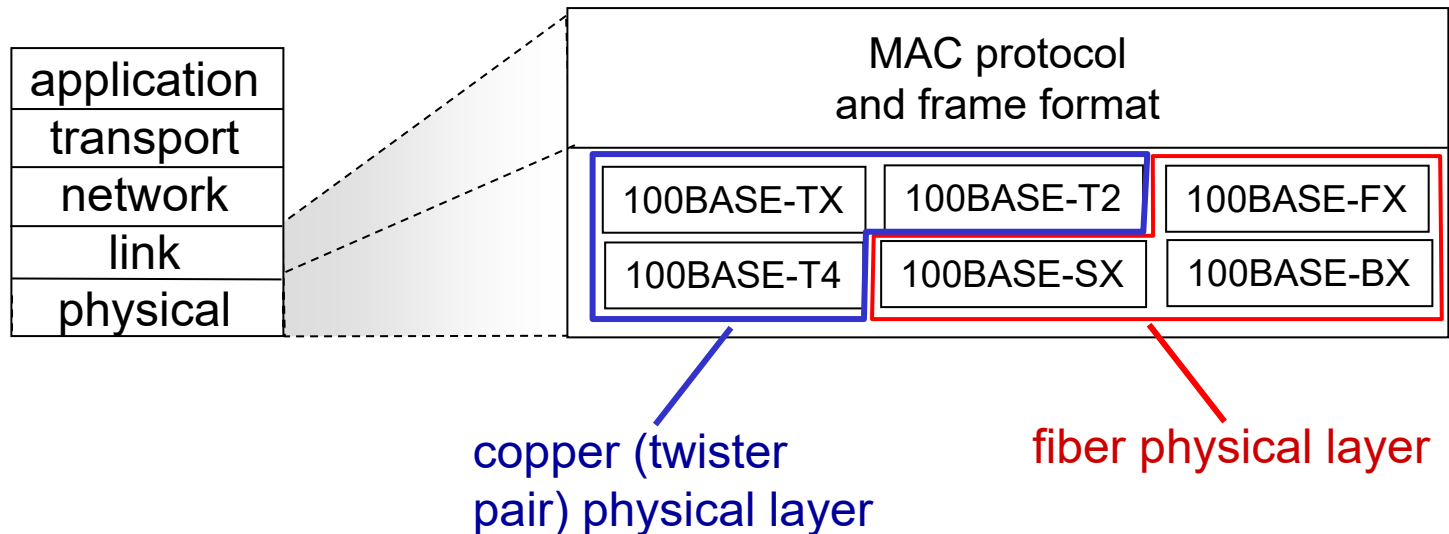 application
transport
network
link
physical
MAC protocol
and frame format
100BASE-TX
100BASE-T2
100BASE-FX
100BASE-T4
100BASE-SX
100BASE-BX
copper (twister
pair) physical layer
fiber physical layer